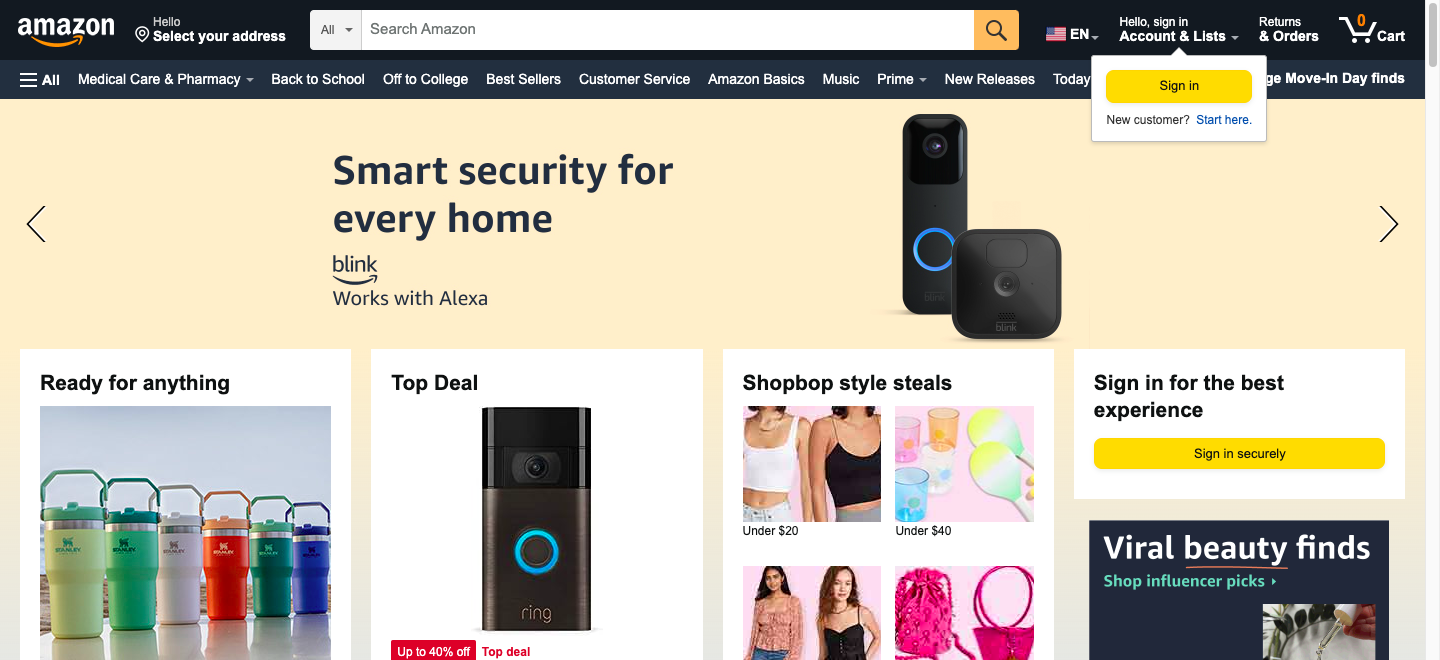 amazon
Hello
Select your address
All
Search Amazon
EN
Hello, sign in
Account & Lists
Returns
& Orders
0
Cart
All
Medical Care & Pharmacy
Back to School
Off to College
Best Sellers
Customer Service
Amazon Basics
Music
Prime
New Releases
Today
ge Move-In Day finds
Sign in
New customer? Start here.
Smart security for
every home
blink
Works with Alexa
blink
blink
Ready for anything
STANLEY
STANLEY
STANLEY
STANLEY
STANLEY
STANLEY
Top Deal
ring
Up to 40% off Top deal
Shopbop style steals
Under $20
Under $40
Sign in for the best
experience
Sign in securely
Viral beauty finds
Shop influencer picks